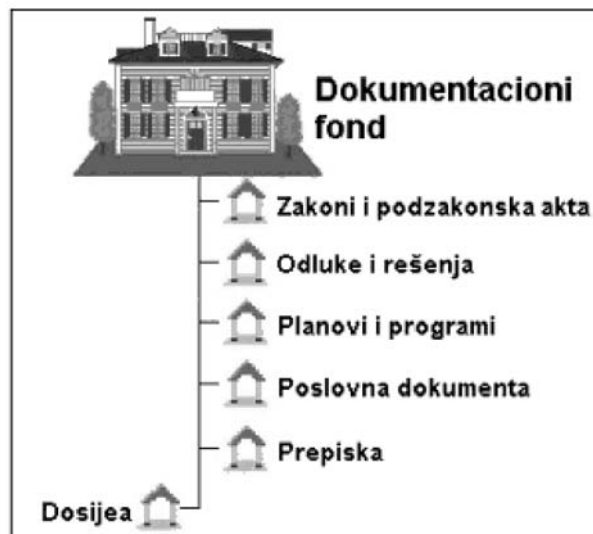 Dokumentacioni
fond
Zakoni i podzakonska akta
Odluke i rešenja
Planovi i programi
Poslovna dokumenta
Prepiska
Dosijea